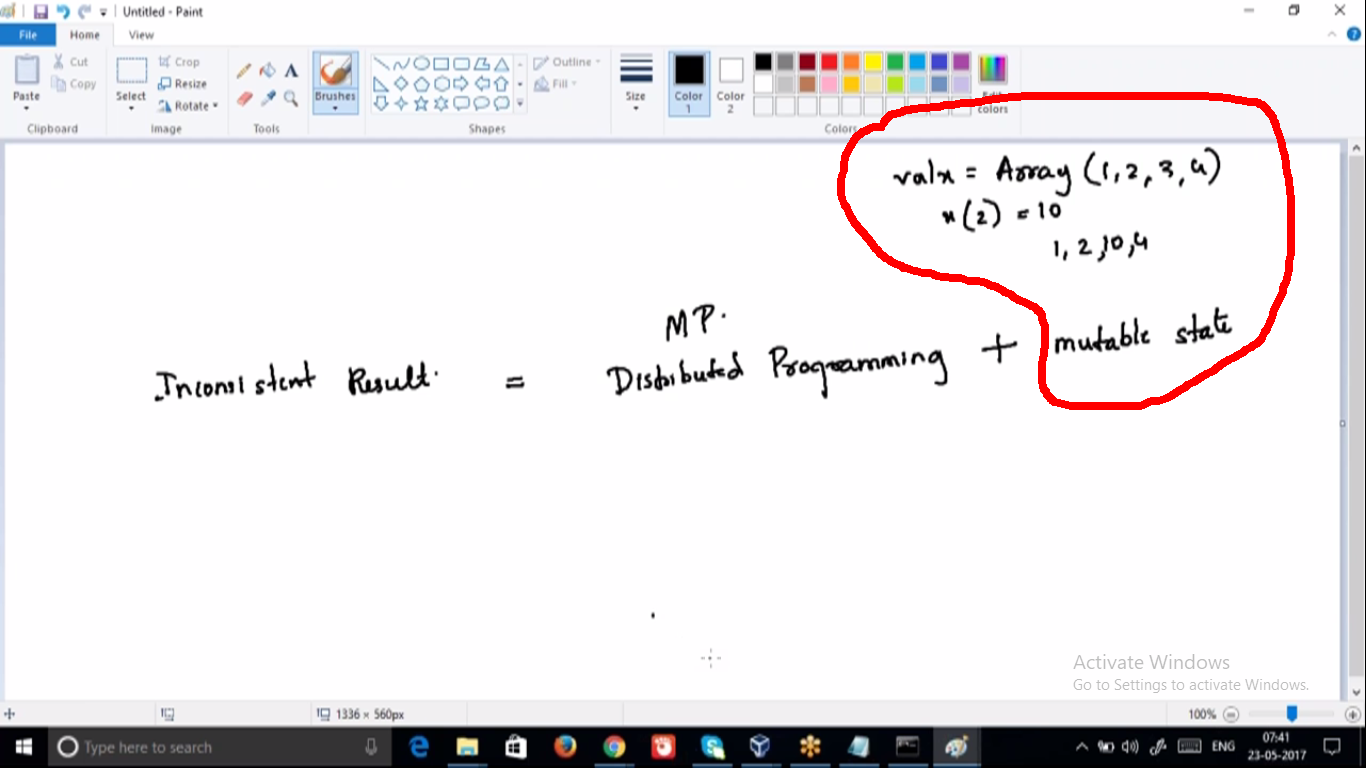 Untitled - Paint
File Home View
Paste Cut Copy Select Crop Resize Rotate Brushes Outline Fill Size Color 1 Color 2 Edit colors
Clipboard Image Tools Shapes Colors
valx = Array (1, 2, 3, 4)
x(2) = 10
1, 2, 10, 4
MP.
Inconsistent Result. = Distributed Programming + mutable state
Activate Windows
Go to Settings to activate Windows.
1336 × 560px 100%
Type here to search ENG 07:41
23-05-2017